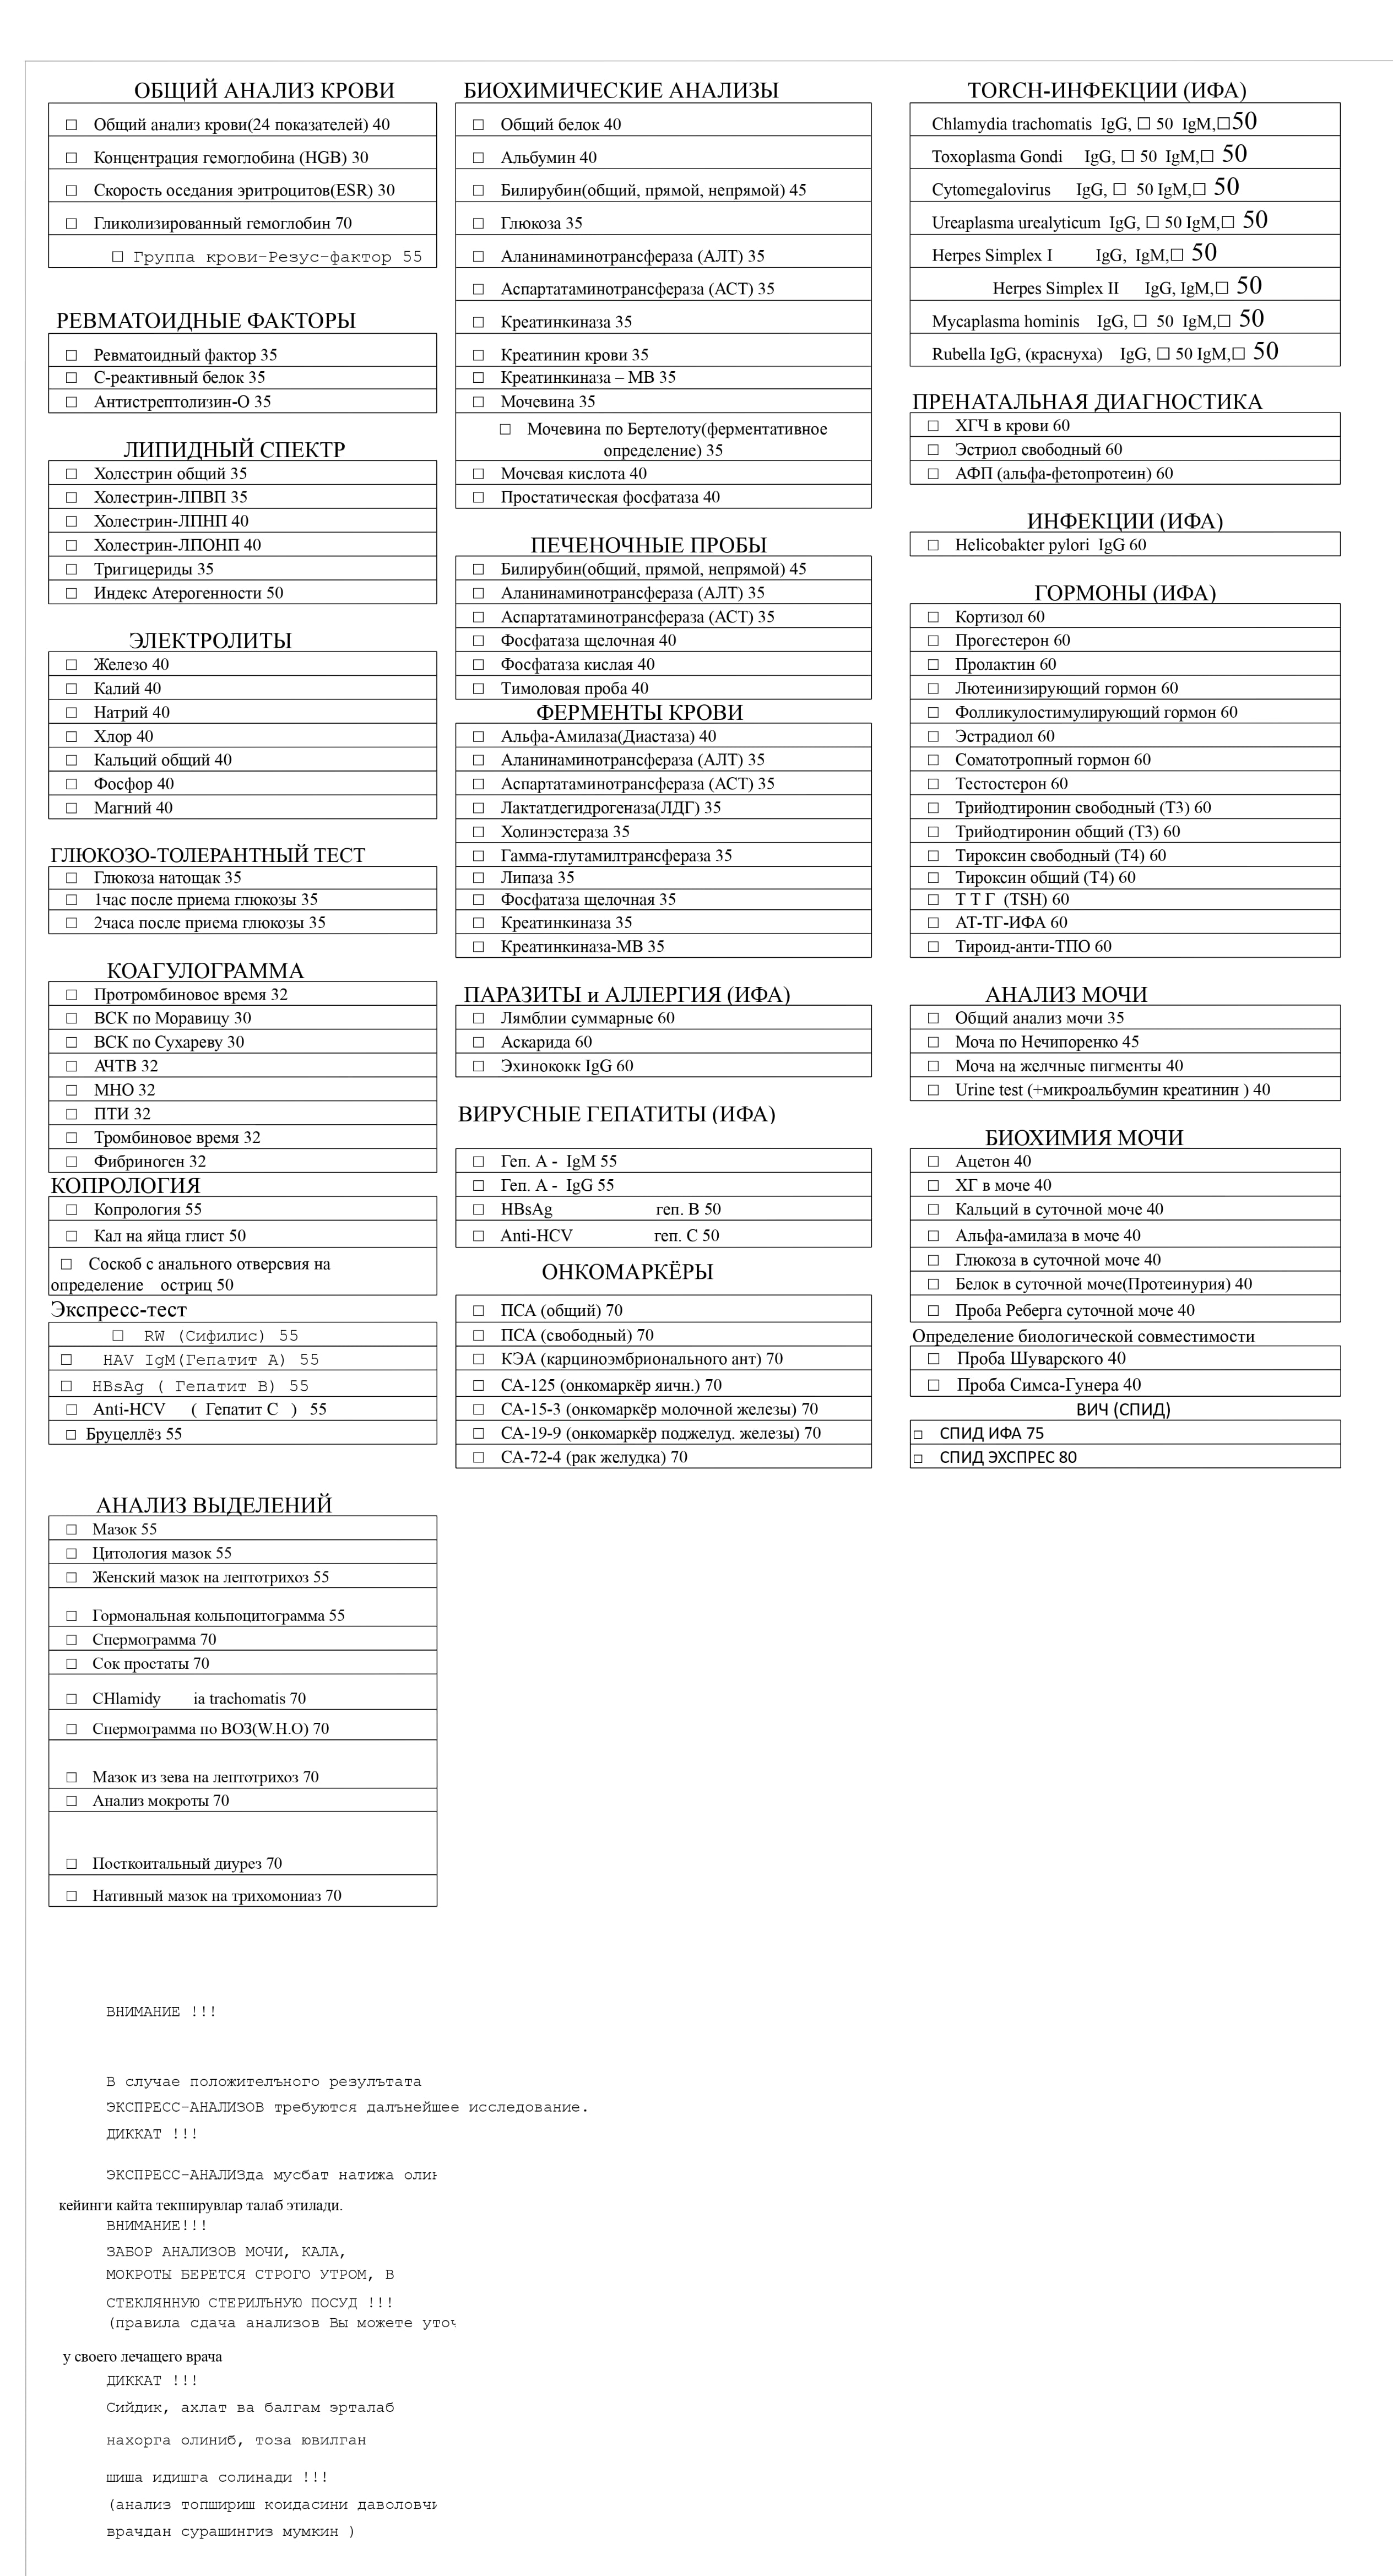 ОБЩИЙ АНАЛИЗ КРОВИ
☐ Общий анализ крови(24 показателей) 40
☐ Концентрация гемоглобина (HGB) 30
☐ Скорость оседания эритроцитов(ESR) 30
☐ Гликолизированный гемоглобин 70
☐ Группа крови-Резус-фактор 55
РЕВМАТОИДНЫЕ ФАКТОРЫ
☐ Ревматоидный фактор 35
☐ С-реактивный белок 35
☐ Антистрептолизин-О 35
ЛИПИДНЫЙ СПЕКТР
☐ Холестрин общий 35
☐ Холестрин-ЛПВП 35
☐ Холестрин-ЛПНП 40
☐ Холестрин-ЛПОНП 40
☐ Тригицериды 35
☐ Индекс Атерогенности 50
ЭЛЕКТРОЛИТЫ
☐ Железо 40
☐ Калий 40
☐ Натрий 40
☐ Хлор 40
☐ Кальций общий 40
☐ Фосфор 40
☐ Магний 40
ГЛЮКОЗО-ТОЛЕРАНТНЫЙ ТЕСТ
☐ Глюкоза натощак 35
☐ 1час после приема глюкозы 35
☐ 2часа после приема глюкозы 35
КОАГУЛОГРАММА
☐ Протромбиновое время 32
☐ ВСК по Моравицу 30
☐ ВСК по Сухареву 30
☐ АЧТВ 32
☐ МНО 32
☐ ПТИ 32
☐ Тромбиновое время 32
☐ Фибриноген 32
КОПРОЛОГИЯ
☐ Копрология 55
☐ Кал на яйца глист 50
☐ Соскоб с анального отверсвия на
определение остриц 50
Экспресс-тест
☐ RW (Сифилис) 55
☐ HAV IgM(Гепатит А) 55
☐ HBsAg ( Гепатит В) 55
☐ Anti-HCV ( Гепатит С ) 55
☐ Бруцеллёз 55
АНАЛИЗ ВЫДЕЛЕНИЙ
☐ Мазок 55
☐ Цитология мазок 55
☐ Женский мазок на лептотрихоз 55
☐ Гормональная кольпоцитограмма 55
☐ Спермограмма 70
☐ Сок простаты 70
☐ CHlamidy ia trachomatis 70
☐ Спермограмма по ВОЗ(W.H.O) 70
☐ Мазок из зева на лептотрихоз 70
☐ Анализ мокроты 70
☐ Посткоитальный диурез 70
☐ Нативный мазок на трихомониаз 70
БИОХИМИЧЕСКИЕ АНАЛИЗЫ
☐ Общий белок 40
☐ Альбумин 40
☐ Билирубин(общий, прямой, непрямой) 45
☐ Глюкоза 35
☐ Аланинаминотрансфераза (АЛТ) 35
☐ Аспартатаминотрансфераза (АСТ) 35
☐ Креатинкиназа 35
☐ Креатинин крови 35
☐ Креатинкиназа – МВ 35
☐ Мочевина 35
☐ Мочевина по Бертелоту(ферментативное
определение) 35
☐ Мочевая кислота 40
☐ Простатическая фосфатаза 40
ПЕЧЕНОЧНЫЕ ПРОБЫ
☐ Билирубин(общий, прямой, непрямой) 45
☐ Аланинаминотрансфераза (АЛТ) 35
☐ Аспартатаминотрансфераза (АСТ) 35
☐ Фосфатаза щелочная 40
☐ Фосфатаза кислая 40
☐ Тимоловая проба 40
ФЕРМЕНТЫ КРОВИ
☐ Альфа-Амилаза(Диастаза) 40
☐ Аланинаминотрансфераза (АЛТ) 35
☐ Аспартатаминотрансфераза (АСТ) 35
☐ Лактатдегидрогеназа(ЛДГ) 35
☐ Холинэстераза 35
☐ Гамма-глутамилтрансфераза 35
☐ Липаза 35
☐ Фосфатаза щелочная 35
☐ Креатинкиназа 35
☐ Креатинкиназа-МВ 35
ПАРАЗИТЫ и АЛЛЕРГИЯ (ИФА)
☐ Лямблии суммарные 60
☐ Аскарида 60
☐ Эхинококк IgG 60
ВИРУСНЫЕ ГЕПАТИТЫ (ИФА)
☐ Геп. А - IgM 55
☐ Геп. А - IgG 55
☐ HBsAg геп. В 50
☐ Anti-HCV геп. С 50
ОНКОМАРКЁРЫ
☐ ПСА (общий) 70
☐ ПСА (свободный) 70
☐ КЭА (карциноэмбрионального ант) 70
☐ СА-125 (онкомаркёр яичн.) 70
☐ СА-15-3 (онкомаркёр молочной железы) 70
☐ СА-19-9 (онкомаркёр поджелуд. железы) 70
☐ СА-72-4 (рак желудка) 70
TORCH-ИНФЕКЦИИ (ИФА)
Chlamydia trachomatis IgG, ☐ 50 IgM,☐50
Toxoplasma Gondi IgG, ☐ 50 IgM,☐ 50
Cytomegalovirus IgG, ☐ 50 IgM,☐ 50
Ureaplasma urealyticum IgG, ☐ 50 IgM,☐ 50
Herpes Simplex I IgG, IgM,☐ 50
Herpes Simplex II IgG, IgM,☐ 50
Mycaplasma hominis IgG, ☐ 50 IgM,☐ 50
Rubella IgG, (краснуха) IgG, ☐ 50 IgM,☐ 50
ПРЕНАТАЛЬНАЯ ДИАГНОСТИКА
☐ ХГЧ в крови 60
☐ Эстриол свободный 60
☐ АФП (альфа-фетопротеин) 60
ИНФЕКЦИИ (ИФА)
☐ Helicobakter pylori IgG 60
ГОРМОНЫ (ИФА)
☐ Кортизол 60
☐ Прогестерон 60
☐ Пролактин 60
☐ Лютеинизирующий гормон 60
☐ Фолликулостимулирующий гормон 60
☐ Эстрадиол 60
☐ Соматотропный гормон 60
☐ Тестостерон 60
☐ Трийодтиронин свободный (Т3) 60
☐ Трийодтиронин общий (Т3) 60
☐ Тироксин свободный (Т4) 60
☐ Тироксин общий (Т4) 60
☐ Т Т Г (TSH) 60
☐ АТ-ТГ-ИФА 60
☐ Тироид-анти-ТПО 60
АНАЛИЗ МОЧИ
☐ Общий анализ мочи 35
☐ Моча по Нечипоренко 45
☐ Моча на желчные пигменты 40
☐ Urine test (+микроальбумин креатинин ) 40
БИОХИМИЯ МОЧИ
☐ Ацетон 40
☐ ХГ в моче 40
☐ Кальций в суточной моче 40
☐ Альфа-амилаза в моче 40
☐ Глюкоза в суточной моче 40
☐ Белок в суточной моче(Протеинурия) 40
☐ Проба Реберга суточной моче 40
Определение биологической совместимости
☐ Проба Шуварского 40
☐ Проба Симса-Гунера 40
ВИЧ (СПИД)
☐ СПИД ИФА 75
☐ СПИД ЭХСПРЕС 80
ВНИМАНИЕ !!!
В случае положителъного резулътата
ЭКСПРЕСС-АНАЛИЗОВ требуются далънейшее исследование.
ДИККАТ !!!
ЭКСПРЕСС-АНАЛИЗда мусбат натижа олин
кейинги кайта текширувлар талаб этилади.
ВНИМАНИЕ!!!
ЗАБОР АНАЛИЗОВ МОЧИ, КАЛА,
МОКРОТЫ БЕРЕТСЯ СТРОГО УТРОМ, В
СТЕКЛЯННУЮ СТЕРИЛЪНУЮ ПОСУД !!!
(правила сдача анализов Вы можете уточ
у своего лечащего врача
ДИККАТ !!!
Сийдик, ахлат ва балгам эрталаб
нахорга олиниб, тоза ювилган
шиша идишга солинади !!!
(анализ топшириш коидасини даволовчи
врачдан сурашингиз мумкин )